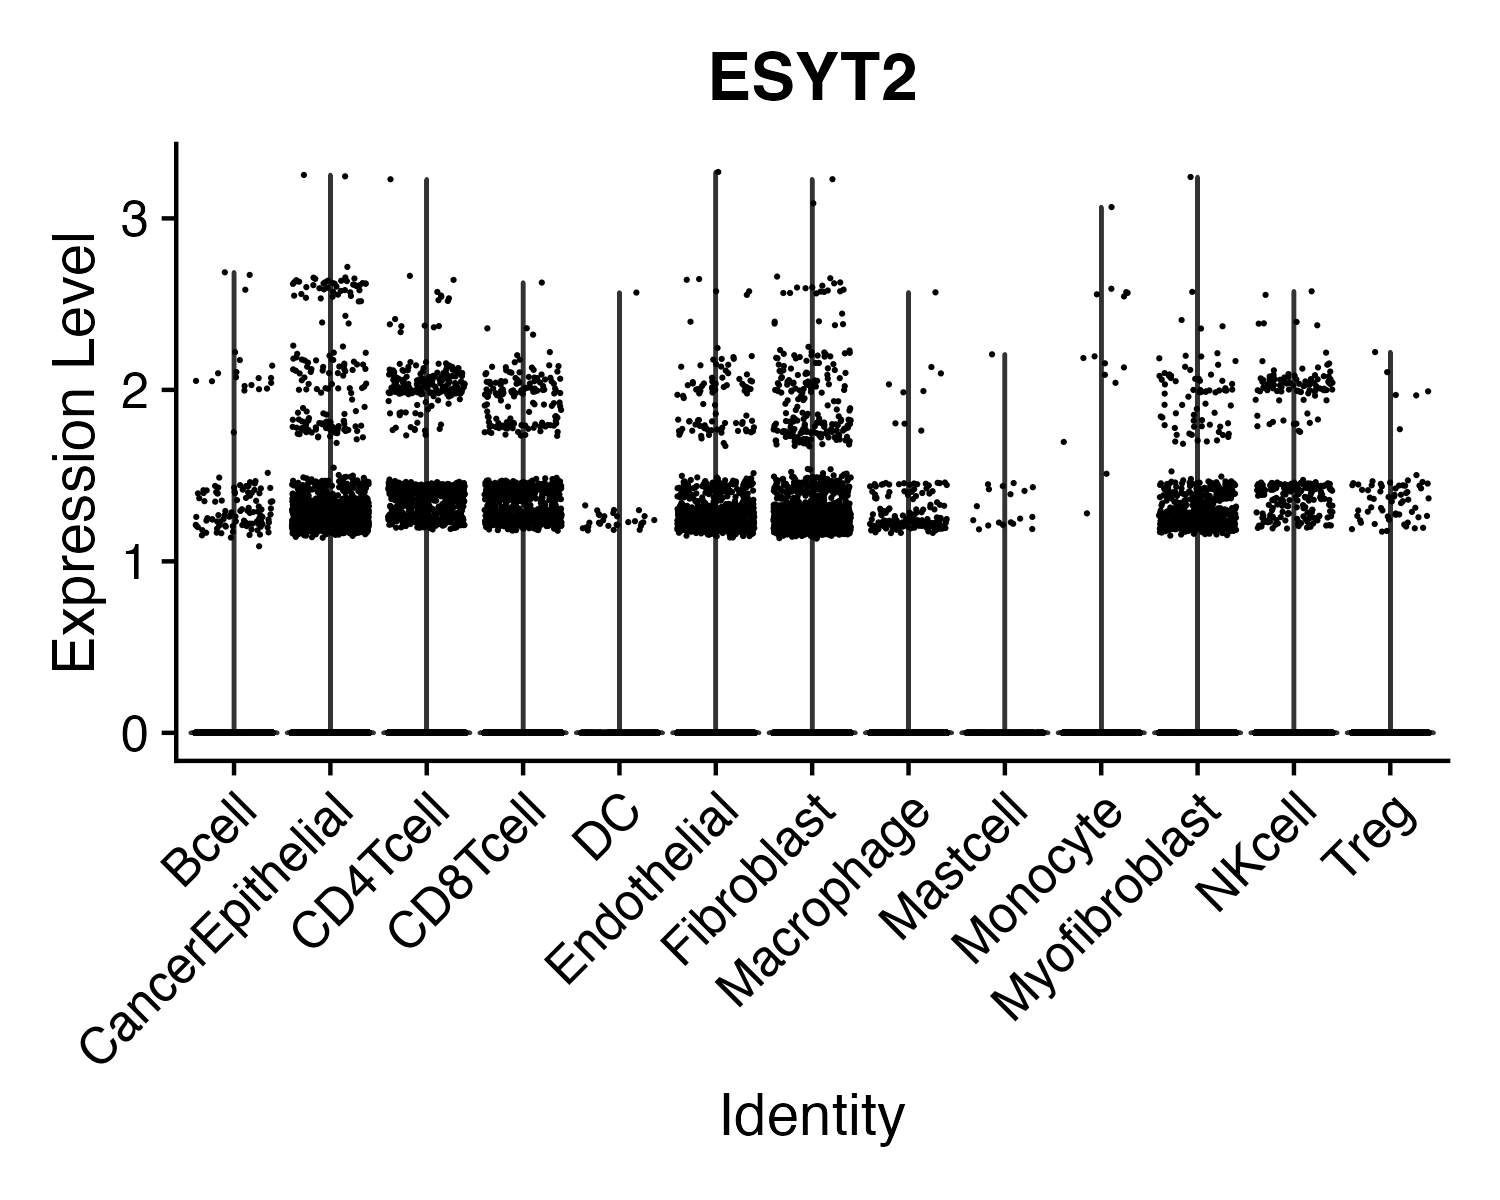 ESYT2
Expression Level
3
2
1
0
Bcell
CancerEpithelial
CD4Tcell
CD8Tcell
DC
Endothelial
Fibroblast
Macrophage
Mastcell
Monocyte
Myofibroblast
NKcell
Treg
Identity